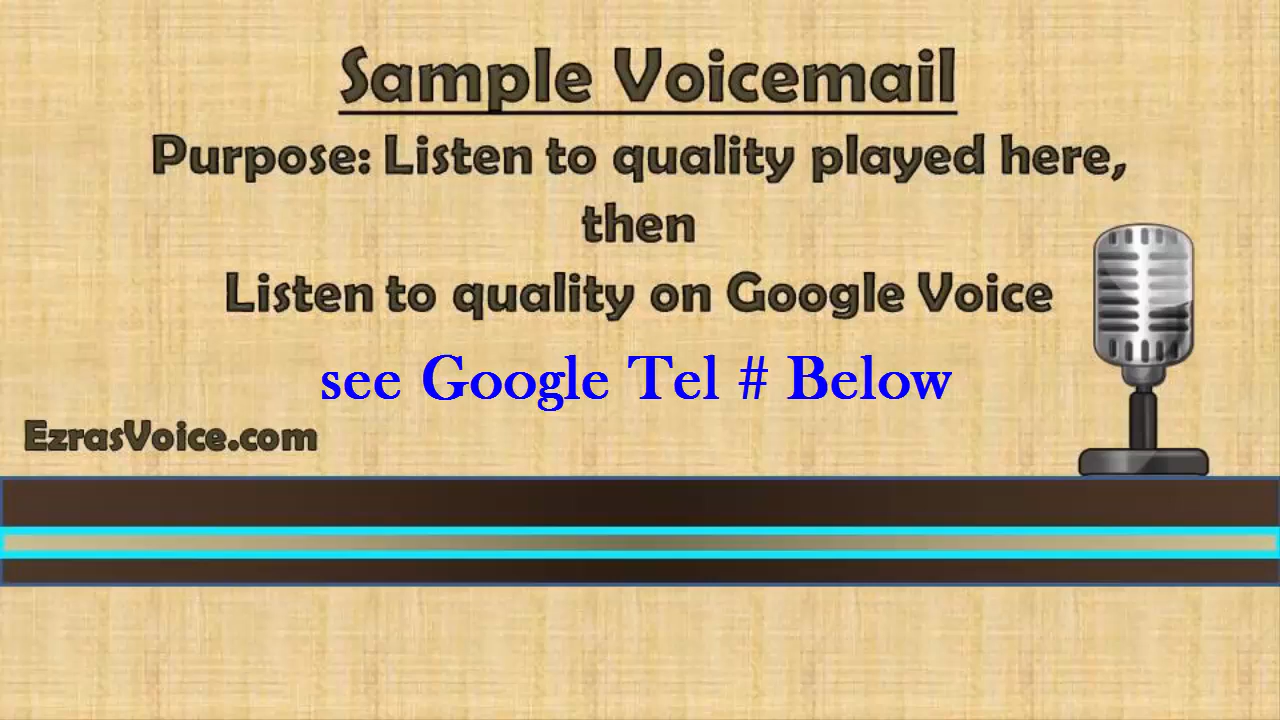 Sample Voicemail
Purpose: Listen to quality played here,
then
Listen to quality on Google Voice
see Google Tel # Below
EzrasVoice.com